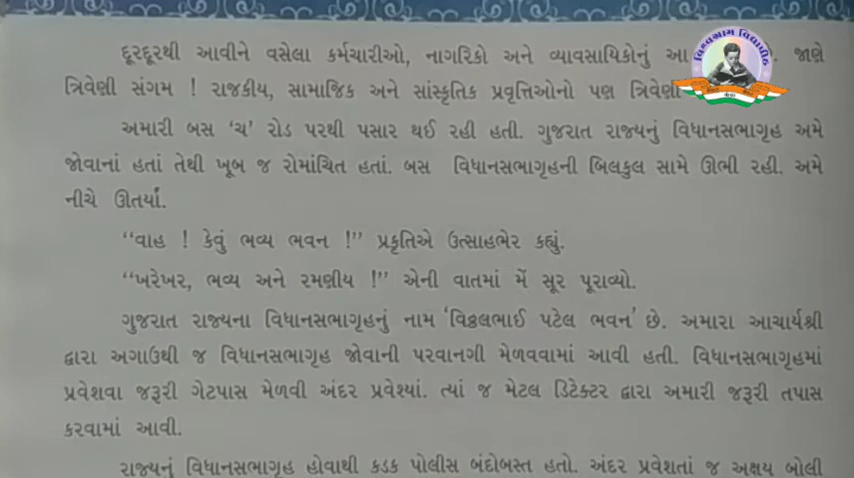 દૂરદૂરથી આવીને વસેલા કર્મચારીઓ, નાગરિકો અને વ્યાવસાયિકોનું આ જાણે
ત્રિવેણી સંગમ ! રાજકીય, સામાજિક અને સાંસ્કૃતિક પ્રવૃત્તિઓનો પણ
અમારી બસ ‘ચ’ રોડ પરથી પસાર થઈ રહી હતી. ગુજરાત રાજ્યનું વિધાનસભાગૃહ અમે
જોવાનાં હતાં તેથી ખૂબ જ રોમાંચિત હતાં. બસ વિધાનસભાગૃહની બિલકુલ સામે ઊભી રહી. અમે
નીચે ઊતર્યાં.
“વાહ ! કેવું ભવ્ય ભવન !” પ્રકૃતિએ ઉત્સાહભેર કહ્યું.
“ખરેખર, ભવ્ય અને રમણીય !” એની વાતમાં મેં સૂર પૂરાવ્યો.
ગુજરાત રાજ્યના વિધાનસભાગૃહનું નામ ‘વિઠ્ઠલભાઈ પટેલ ભવન’ છે. અમારા આચાર્યશ્રી
દ્વારા અગાઉથી જ વિધાનસભાગૃહ જોવાની પરવાનગી મેળવવામાં આવી હતી. વિધાનસભાગૃહમાં
પ્રવેશવા જરૂરી ગેટપાસ મેળવી અંદર પ્રવેશ્યાં. ત્યાં જ મેટલ ડિટેક્ટર દ્વારા અમારી જરૂરી તપાસ
કરવામાં આવી.
રાજ્યનું વિધાનસભાગૃહ હોવાથી કડક પોલીસ બંદોબસ્ત હતો. અંદર પ્રવેશતાં જ અક્ષય બોલી
વિશ્વગ્રામ વિદ્યાપીઠ